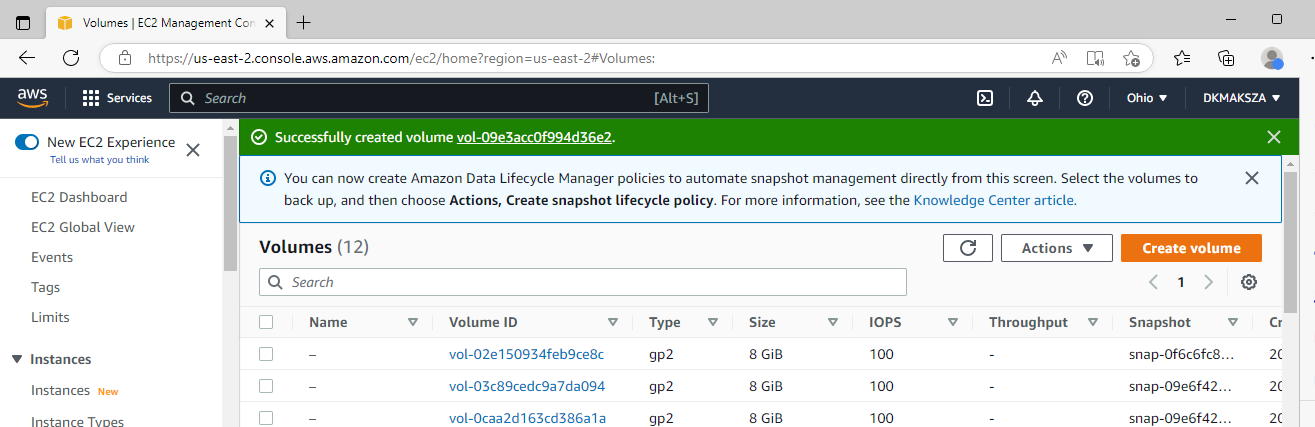 Volumes | EC2 Management Con
https://us-east-2.console.aws.amazon.com/ec2/home?region=us-east-2#Volumes:
aws Services Search [Alt+S] Ohio DKMAKSZA
New EC2 Experience
Tell us what you think
EC2 Dashboard
EC2 Global View
Events
Tags
Limits
Instances
Instances New
Instance Types
Successfully created volume vol-09e3acc0f994d36e2.
You can now create Amazon Data Lifecycle Manager policies to automate snapshot management directly from this screen. Select the volumes to
back up, and then choose Actions, Create snapshot lifecycle policy. For more information, see the Knowledge Center article.
Volumes (12) Actions Create volume
Search 1
Name Volume ID Type Size IOPS Throughput Snapshot Cr
– vol-02e150934feb9ce8c gp2 8 GiB 100 - snap-0f6c6fc8... 20
– vol-03c89cedc9a7da094 gp2 8 GiB 100 - snap-09e6f42... 20
– vol-0caa2d163cd386a1a gp2 8 GiB 100 - snap-09e6f42... 20